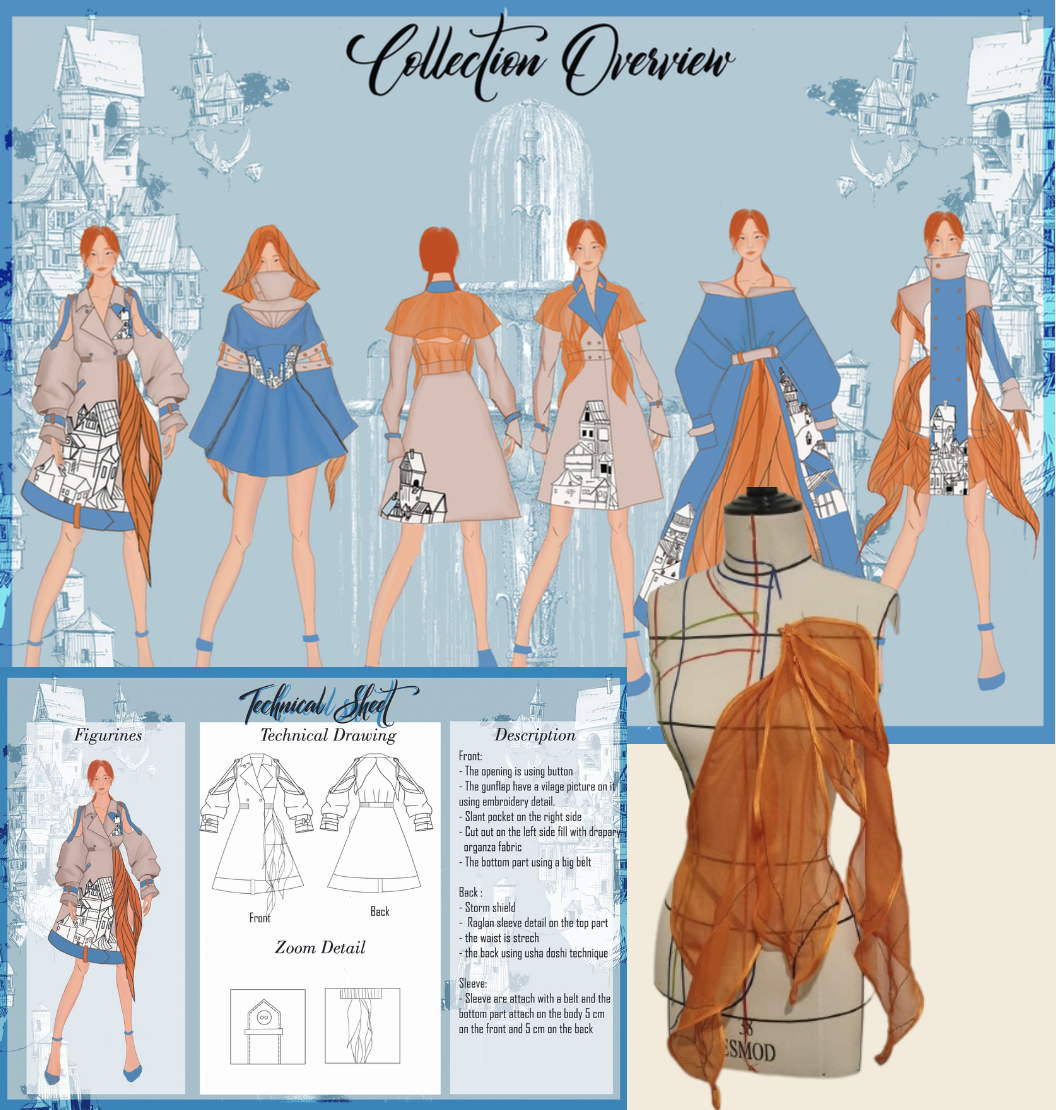 Collection Overview
Technical Sheet
Figurines
Technical Drawing
Front
Back
Zoom Detail
Description
Front:
- The opening is using button
- The gunflap have a vilage picture on it
using embroidery detail.
- Slant pocket on the right side
- Cut out on the left side fill with drapary
organza fabric
- The bottom part using a big belt
Back :
- Storm shield
- Raglan sleeve detail on the top part
- the waist is strech
- the back using usha doshi technique
Sleeve:
- Sleeve are attach with a belt and the
bottom part attach on the body 5 cm
on the front and 5 cm on the back
38
ESMOD